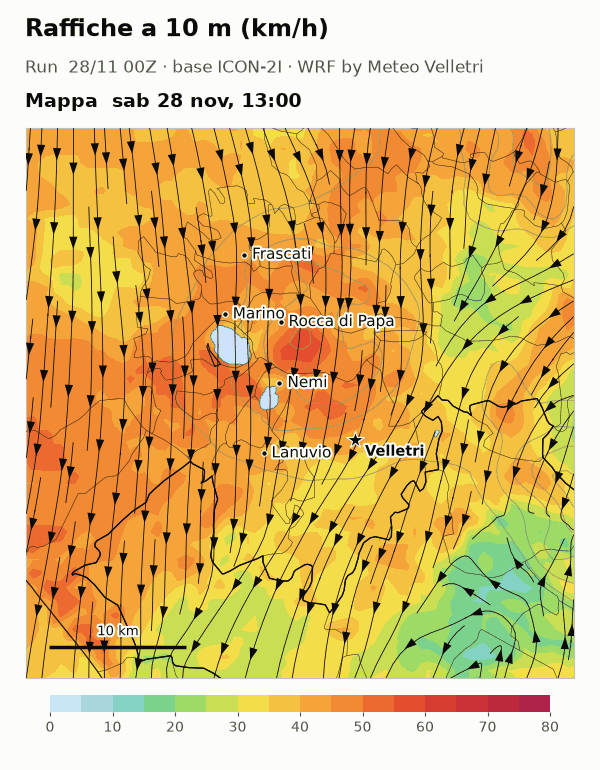 Raffiche a 10 m (km/h)
Run  28/11 00Z · base ICON-2I · WRF by Meteo Velletri
Mappa  sab 28 nov, 13:00
Frascati
Marino
Rocca di Papa
Nemi
Velletri
Lanuvio
10 km
0 10 20 30 40 50 60 70 80